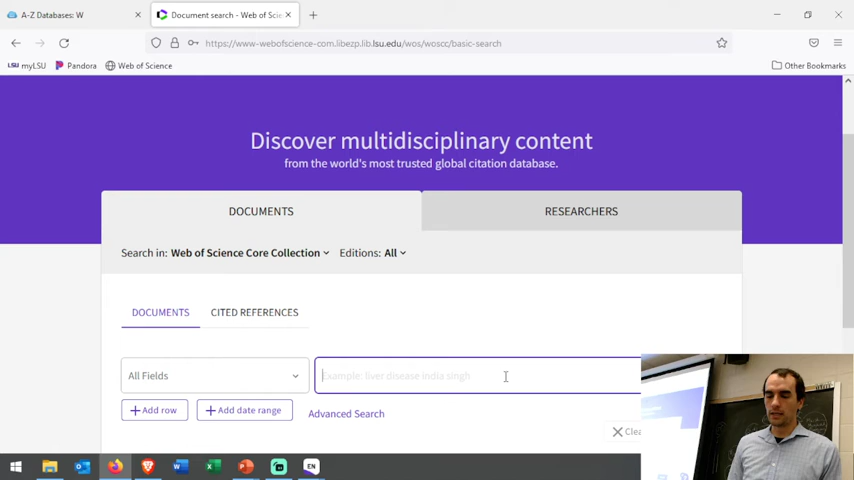 A-Z Databases: W
Document search - Web of Scie
https://www-webofscience-com.libezp.lib.lsu.edu/wos/woscc/basic-search
LSU myLSU
Pandora
Web of Science
Other Bookmarks
Discover multidisciplinary content
from the world's most trusted global citation database.
DOCUMENTS
RESEARCHERS
Search in: Web of Science Core Collection
Editions: All
DOCUMENTS
CITED REFERENCES
All Fields
Example: liver disease india singh
+ Add row
+ Add date range
Advanced Search
× Clea
EN